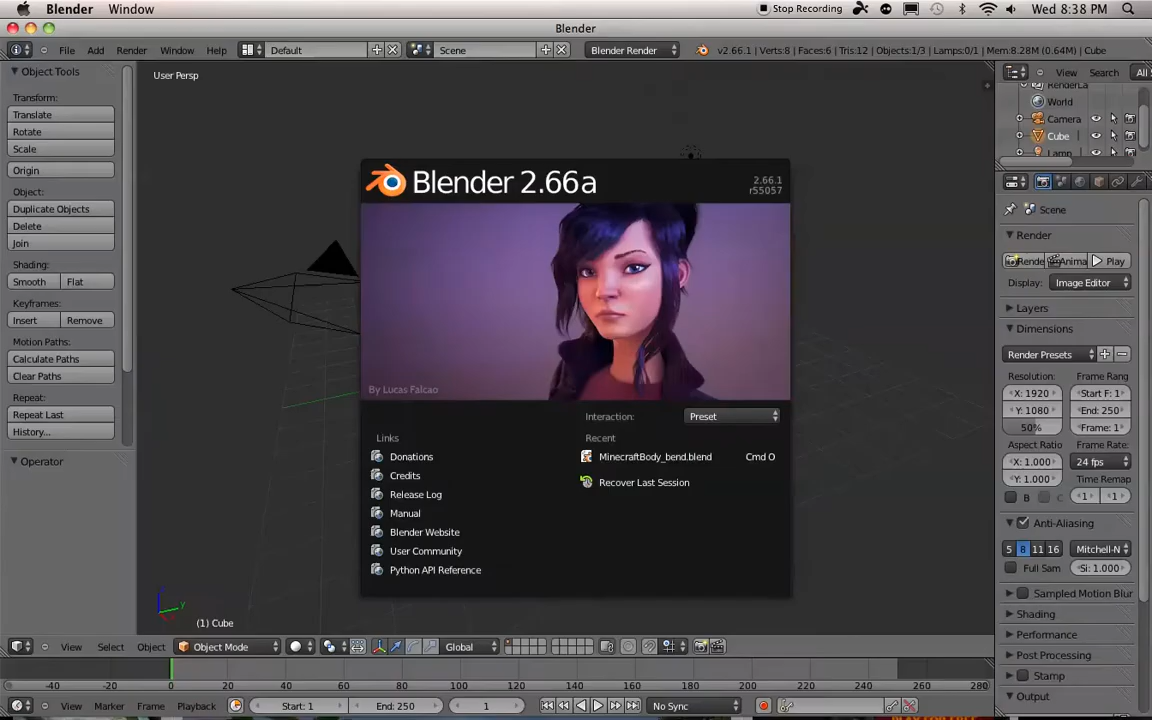 Blender Window Stop Recording Wed 8:38 PM
Blender
File Add Render Window Help Default Scene Blender Render v2.66.1 | Verts:8 | Faces:6 | Tris:12 | Objects:1/3 | Lamps:0/1 | Mem:8.28M (0.64M) | Cube
Object Tools
Transform:
Translate
Rotate
Scale
Origin
Object:
Duplicate Objects
Delete
Join
Shading:
Smooth Flat
Keyframes:
Insert Remove
Motion Paths:
Calculate Paths
Clear Paths
Repeat:
Repeat Last
History...
Operator
User Persp
Blender 2.66a
2.66.1
r55057
By Lucas Falcao
Interaction: Preset
Links
Donations
Credits
Release Log
Manual
Blender Website
User Community
Python API Reference
Recent
MinecraftBody_bend.blend Cmd O
Recover Last Session
y
(1) Cube
View Search All
RenderLa
World
Camera
Cube
Lamp
Scene
Render
Rende Anima Play
Display: Image Editor
Layers
Dimensions
Render Presets
Resolution: Frame Rang
X: 1920 Start F: 1
Y: 1080 End: 250
50% Frame: 1
Aspect Ratio Frame Rate:
X: 1.000 24 fps
Y: 1.000 Time Remap
B C 1 1
Anti-Aliasing
5 8 11 16 Mitchell-N
Full Sam Si: 1.000
Sampled Motion Blur
Shading
Performance
Post Processing
Stamp
Output
View Select Object Object Mode Global
-40 -20 0 20 40 60 80 100 120 140 160 180 200 220 240 260 280
View Marker Frame Playback Start: 1 End: 250 1 No Sync